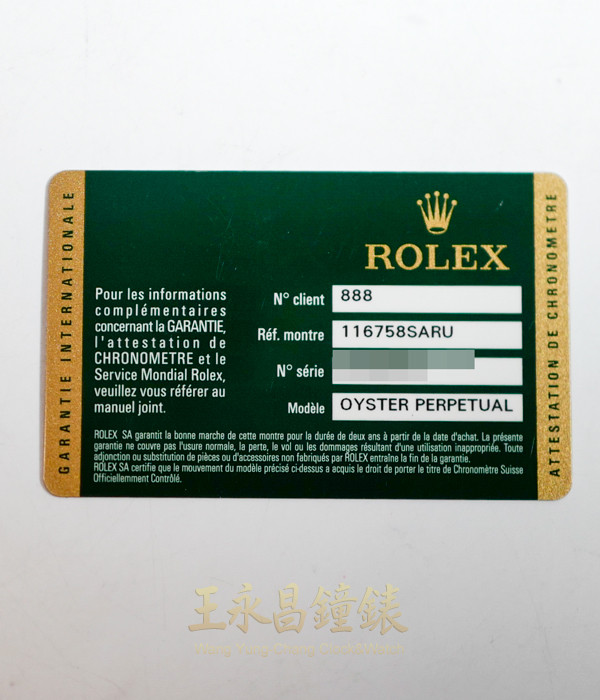 GARANTIE INTERNATIONALE
ROLEX
Pour les informations
complémentaires
concernant la GARANTIE,
l'attestation de
CHRONOMETRE et le
Service Mondial Rolex,
veuillez vous référer au
manuel joint.
N° client 888
Réf. montre 116758SARU
N° série
Modèle OYSTER PERPETUAL
ROLEX SA garantit la bonne marche de cette montre pour la durée de deux ans à partir de la date d'achat. La présente
garantie ne couvre pas l'usure normale, la perte, le vol ou les dommages résultant d'une utilisation inappropriée. Toute
adjonction ou substitution de pièces ou d'accessoires non fabriqués par ROLEX entraîne la fin de la garantie.
ROLEX SA certifie que le mouvement du modèle précisé ci-dessus a acquis le droit de porter le titre de Chronomètre Suisse
Officiellement Contrôlé.
ATTESTATION DE CHRONOMETRE
王永昌鐘錶